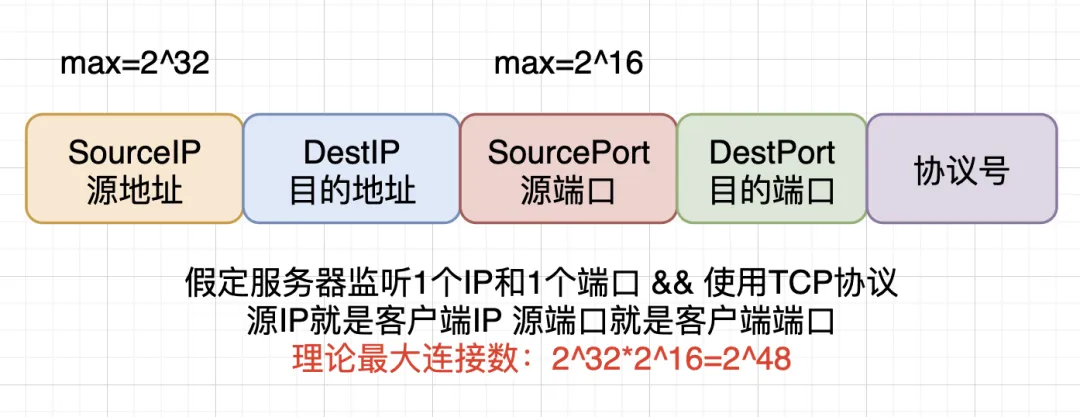 max=2^32
max=2^16
SourceIP
源地址
DestIP
目的地址
SourcePort
源端口
DestPort
目的端口
协议号
假定服务器监听1个IP和1个端口 && 使用TCP协议
源IP就是客户端IP 源端口就是客户端端口
理论最大连接数：2^32*2^16=2^48